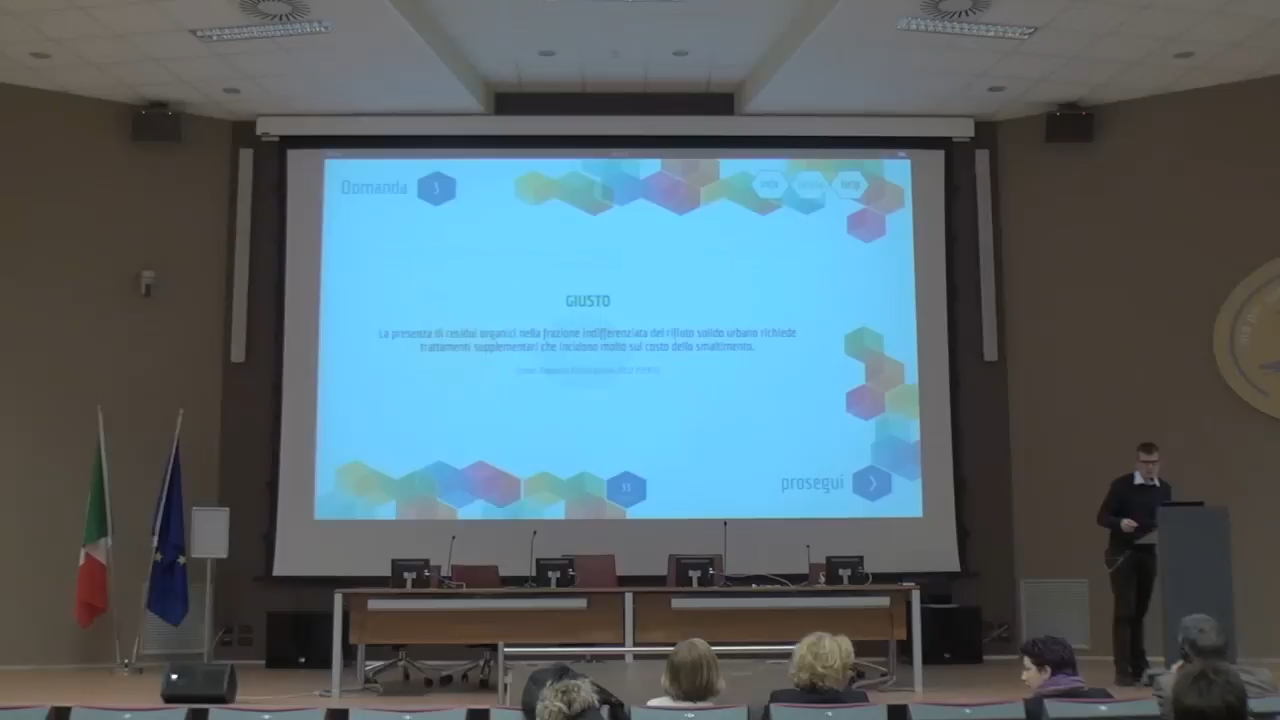 Domanda 3
GIUSTO
La presenza di residui organici nella frazione indifferenziata del rifiuto solido urbano richiede
trattamenti supplementari che incidono molto sul costo dello smaltimento.
prosegui